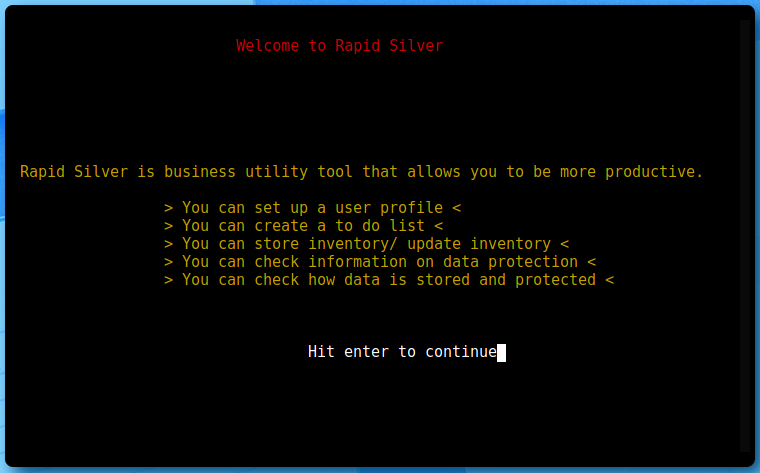 Welcome to Rapid Silver
Rapid Silver is business utility tool that allows you to be more productive.
> You can set up a user profile <
> You can create a to do list <
> You can store inventory/ update inventory <
> You can check information on data protection <
> You can check how data is stored and protected <
Hit enter to continue